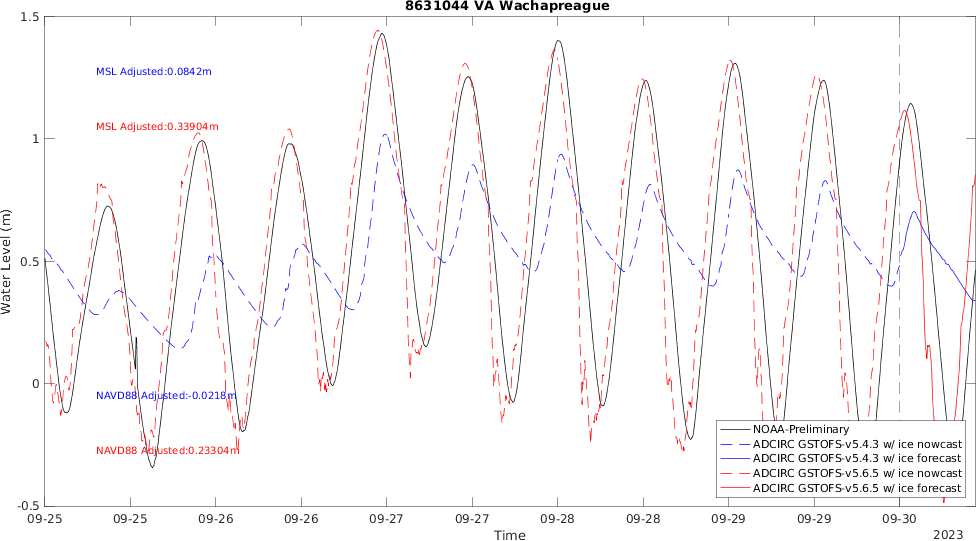 8631044 VA Wachapreague
1.5
1
0.5
0
-0.5
Water Level (m)
MSL Adjusted:0.0842m
MSL Adjusted:0.33904m
NAVD88 Adjusted:-0.0218m
NAVD88 Adjusted:0.23304m
NOAA-Preliminary
ADCIRC GSTOFS-v5.4.3 w/ ice nowcast
ADCIRC GSTOFS-v5.4.3 w/ ice forecast
ADCIRC GSTOFS-v5.6.5 w/ ice nowcast
ADCIRC GSTOFS-v5.6.5 w/ ice forecast
09-25 09-25 09-26 09-26 09-27 09-27 09-28 09-28 09-29 09-29 09-30
Time
2023